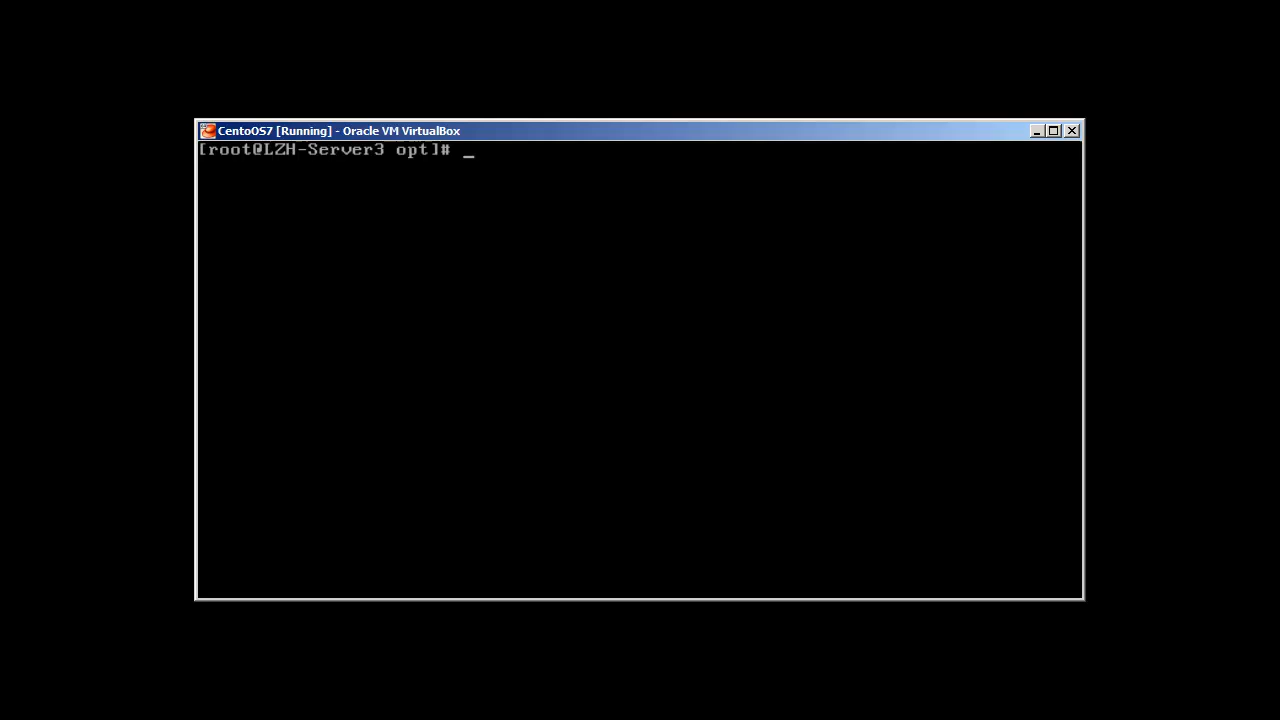 CentoOS7 [Running] - Oracle VM VirtualBox
[root@LZH-Server3 opt]# _